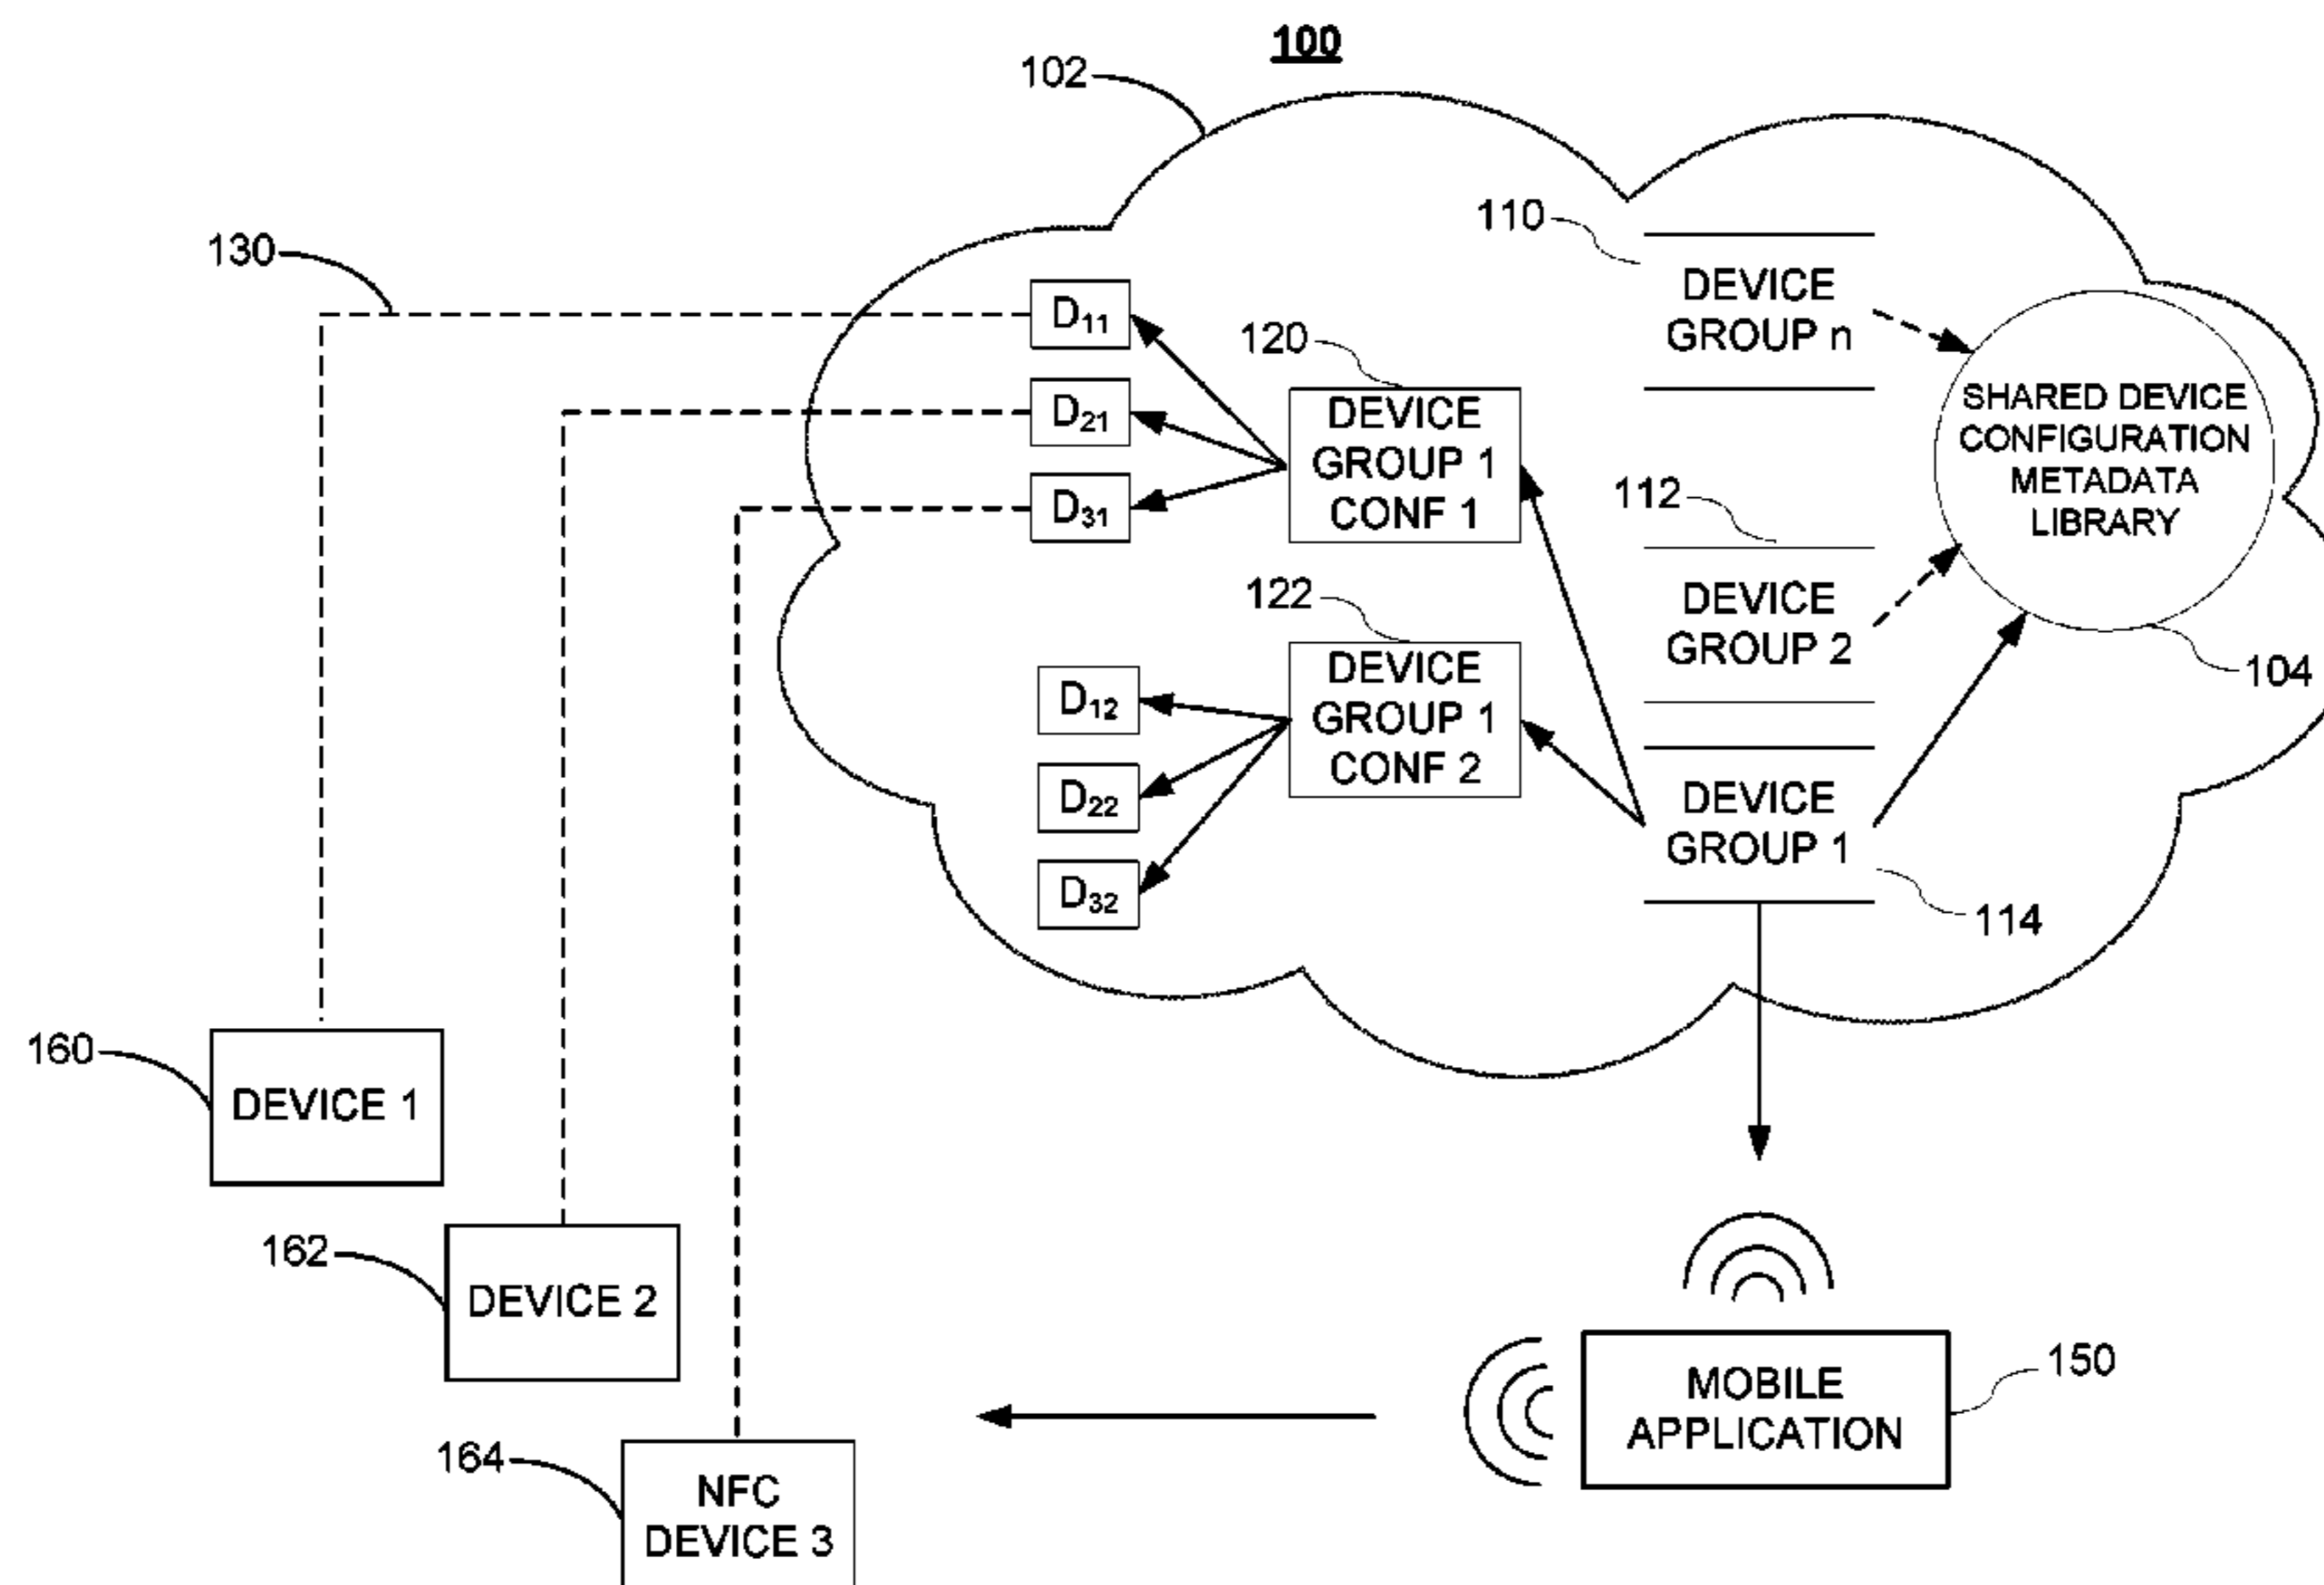 100
102
110
130
DEVICE
GROUP n
D11
120
SHARED DEVICE
CONFIGURATION
METADATA
LIBRARY
D21
DEVICE
GROUP 1
CONF 1
D31
112
DEVICE
GROUP 2
122
104
D12
DEVICE
GROUP 1
CONF 2
D22
DEVICE
GROUP 1
D32
114
160
DEVICE 1
162
DEVICE 2
150
MOBILE
APPLICATION
164
NFC
DEVICE 3